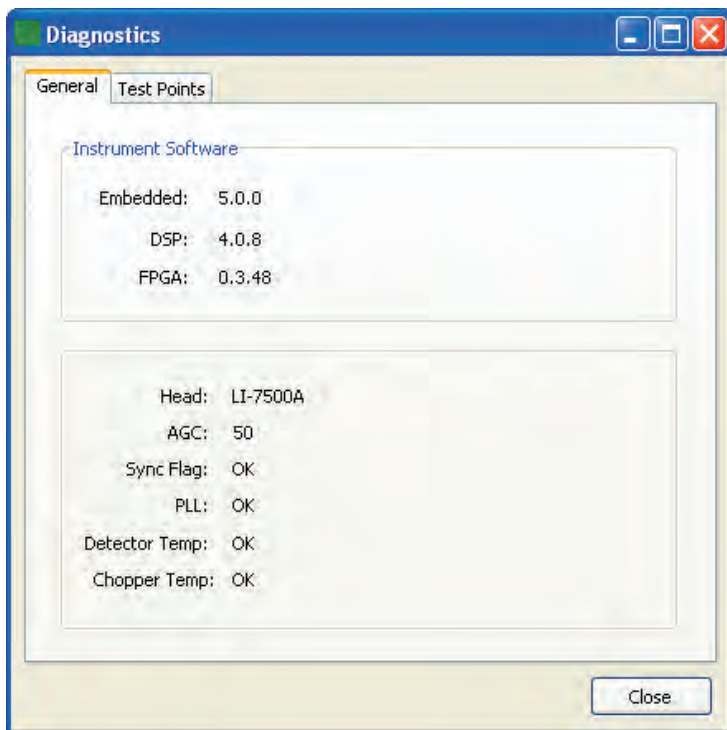 Diagnostics
General Test Points
Instrument Software
Embedded: 5.0.0
DSP: 4.0.8
FPGA: 0.3.48
Head: LI-7500A
AGC: 50
Sync Flag: OK
PLL: OK
Detector Temp: OK
Chopper Temp: OK
Close